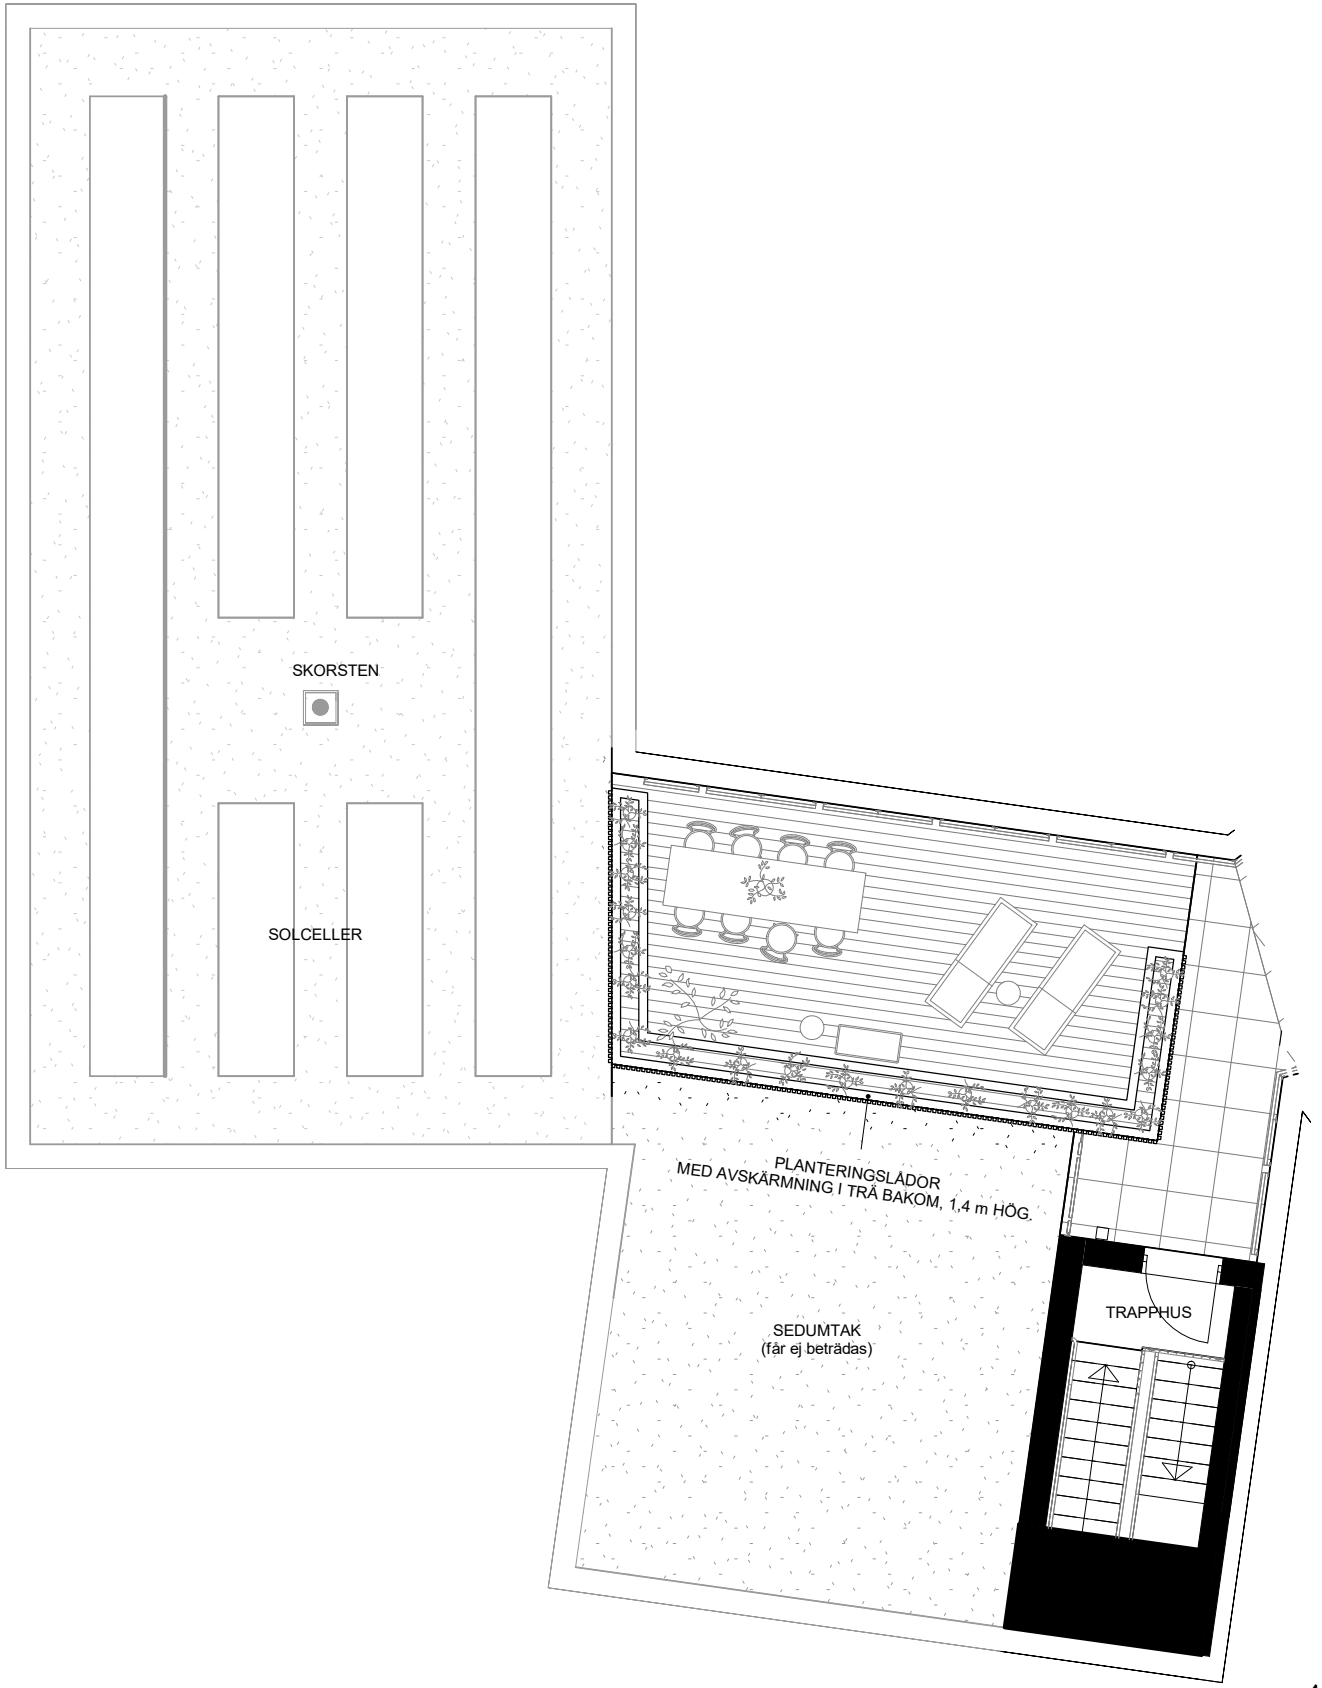 SKORSTEN
SOLCELLER
PLANTERINGSLÅDOR
MED AVSKÄRMNING I TRÄ BAKOM, 1,4 m HÖG.
SEDUMTAK
(får ej beträdas)
TRAPPHUS